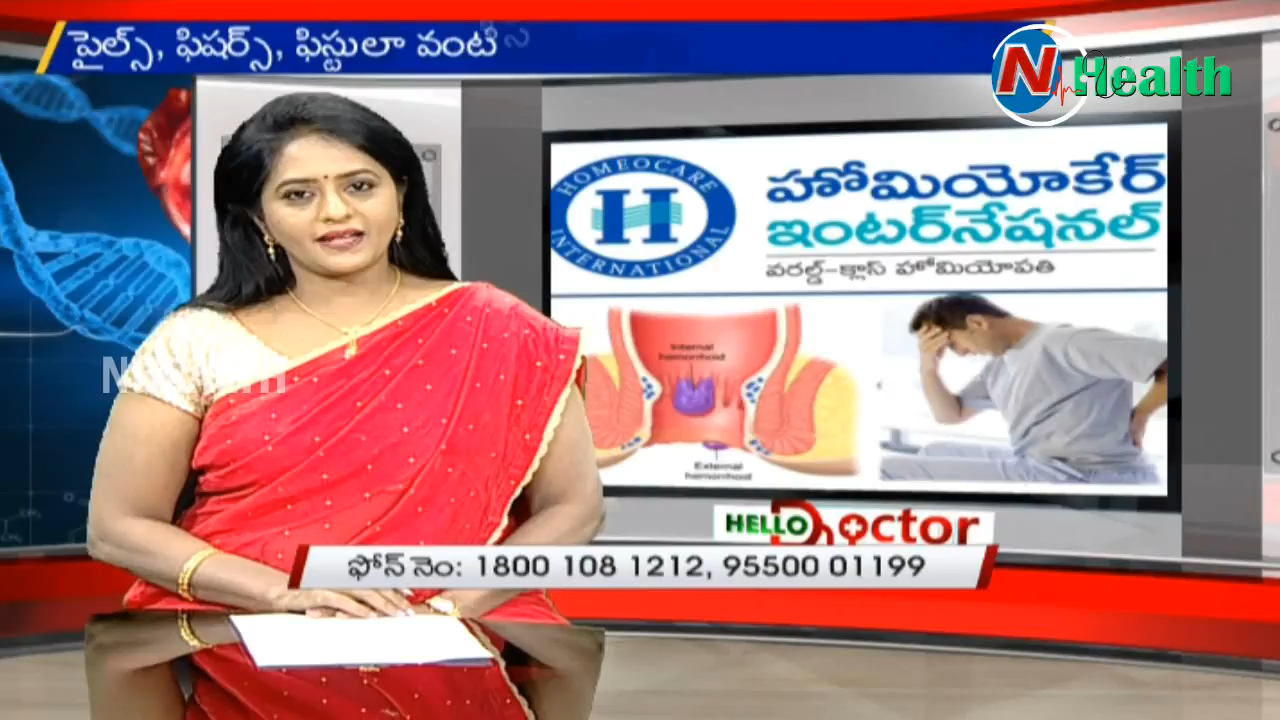 పైల్స్, ఫిషర్స్, ఫిస్టులా వంటి
N Health
HOMEOCARE INTERNATIONAL
H
హోమియోకేర్
ఇంటర్‌నేషనల్
వరల్డ్-క్లాస్ హోమియోపతి
Internal
hemorrhoid
External
hemorrhoid
HELLO Doctor
ఫోన్ నెం: 1800 108 1212, 95500 01199